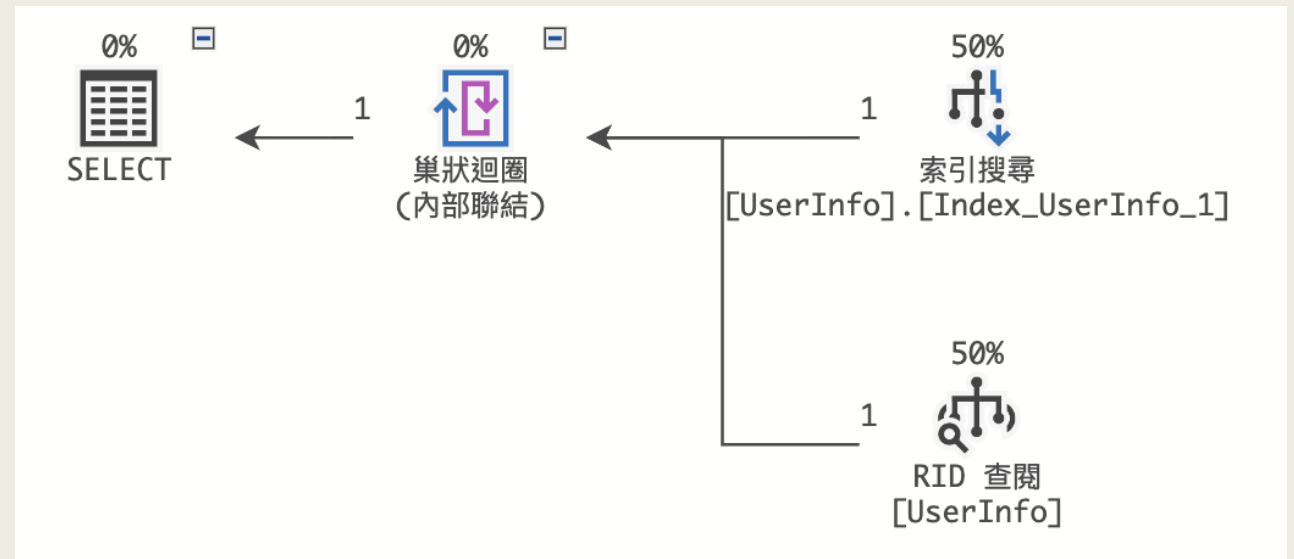 0%
SELECT
1
0%
巢狀迴圈
(內部聯結)
1
50%
索引搜尋
[UserInfo].[Index_UserInfo_1]
1
50%
RID 查閱
[UserInfo]